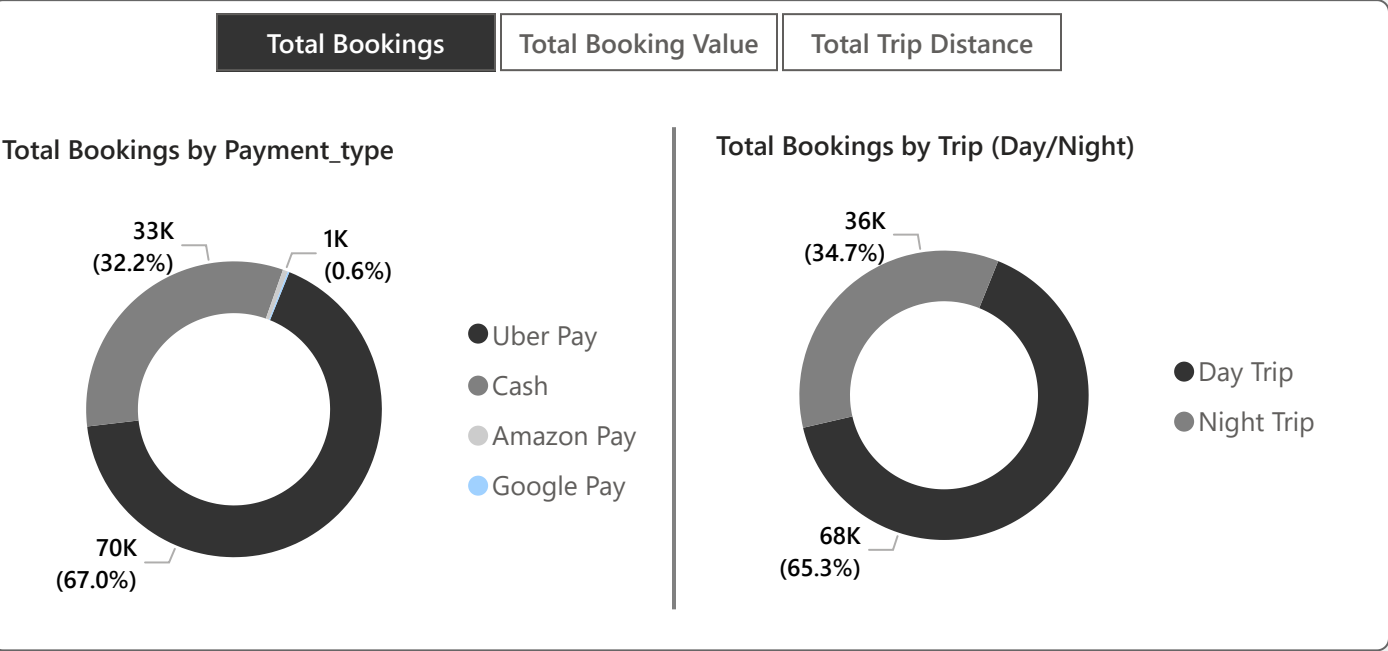 Total Bookings
Total Booking Value
Total Trip Distance
Total Bookings by Payment_type
33K
(32.2%)
1K
(0.6%)
70K
(67.0%)
Uber Pay
Cash
Amazon Pay
Google Pay
Total Bookings by Trip (Day/Night)
36K
(34.7%)
68K
(65.3%)
Day Trip
Night Trip